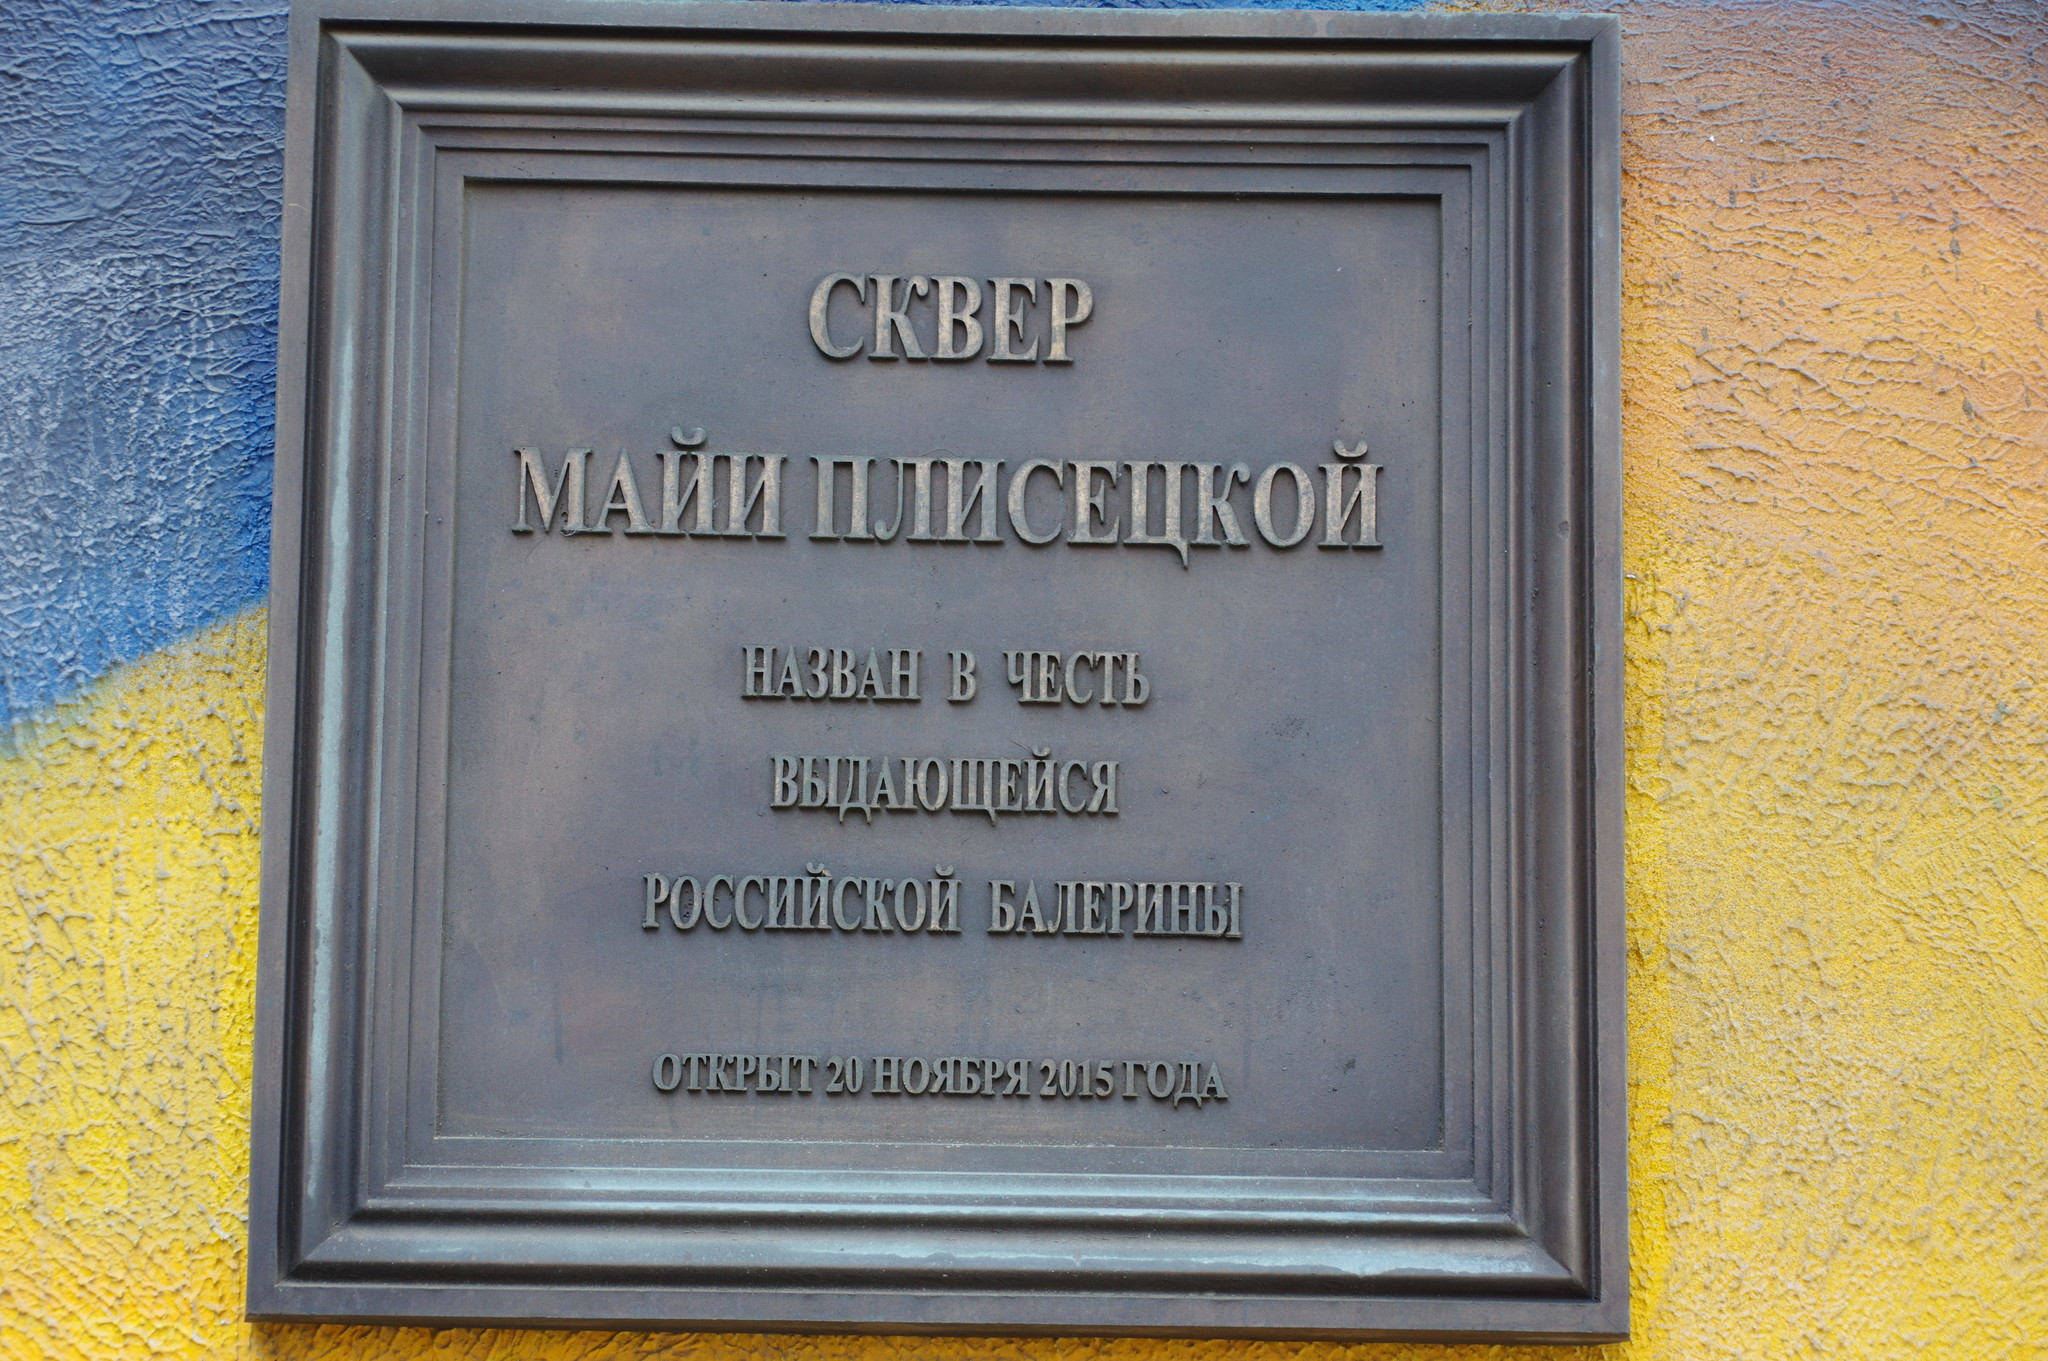 СКВЕР
МАЙИ ПЛИСЕЦКОЙ
НАЗВАН В ЧЕСТЬ
ВЫДАЮЩЕЙСЯ
РОССИЙСКОЙ БАЛЕРИНЫ
ОТКРЫТ 20 НОЯБРЯ 2015 ГОДА